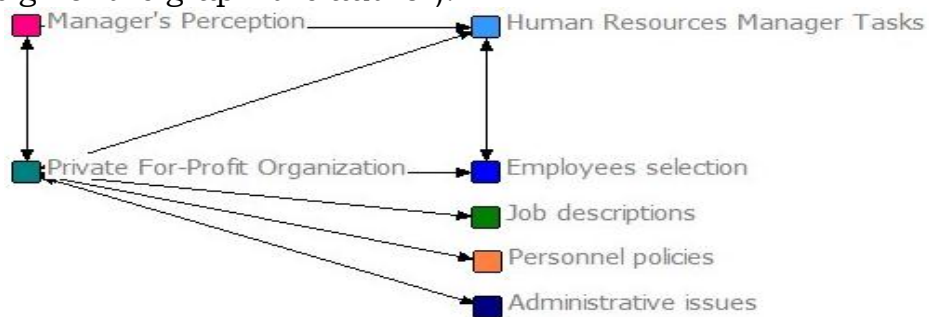 Manager's Perception
Human Resources Manager Tasks
Private For-Profit Organization
Employees selection
Job descriptions
Personnel policies
Administrative issues